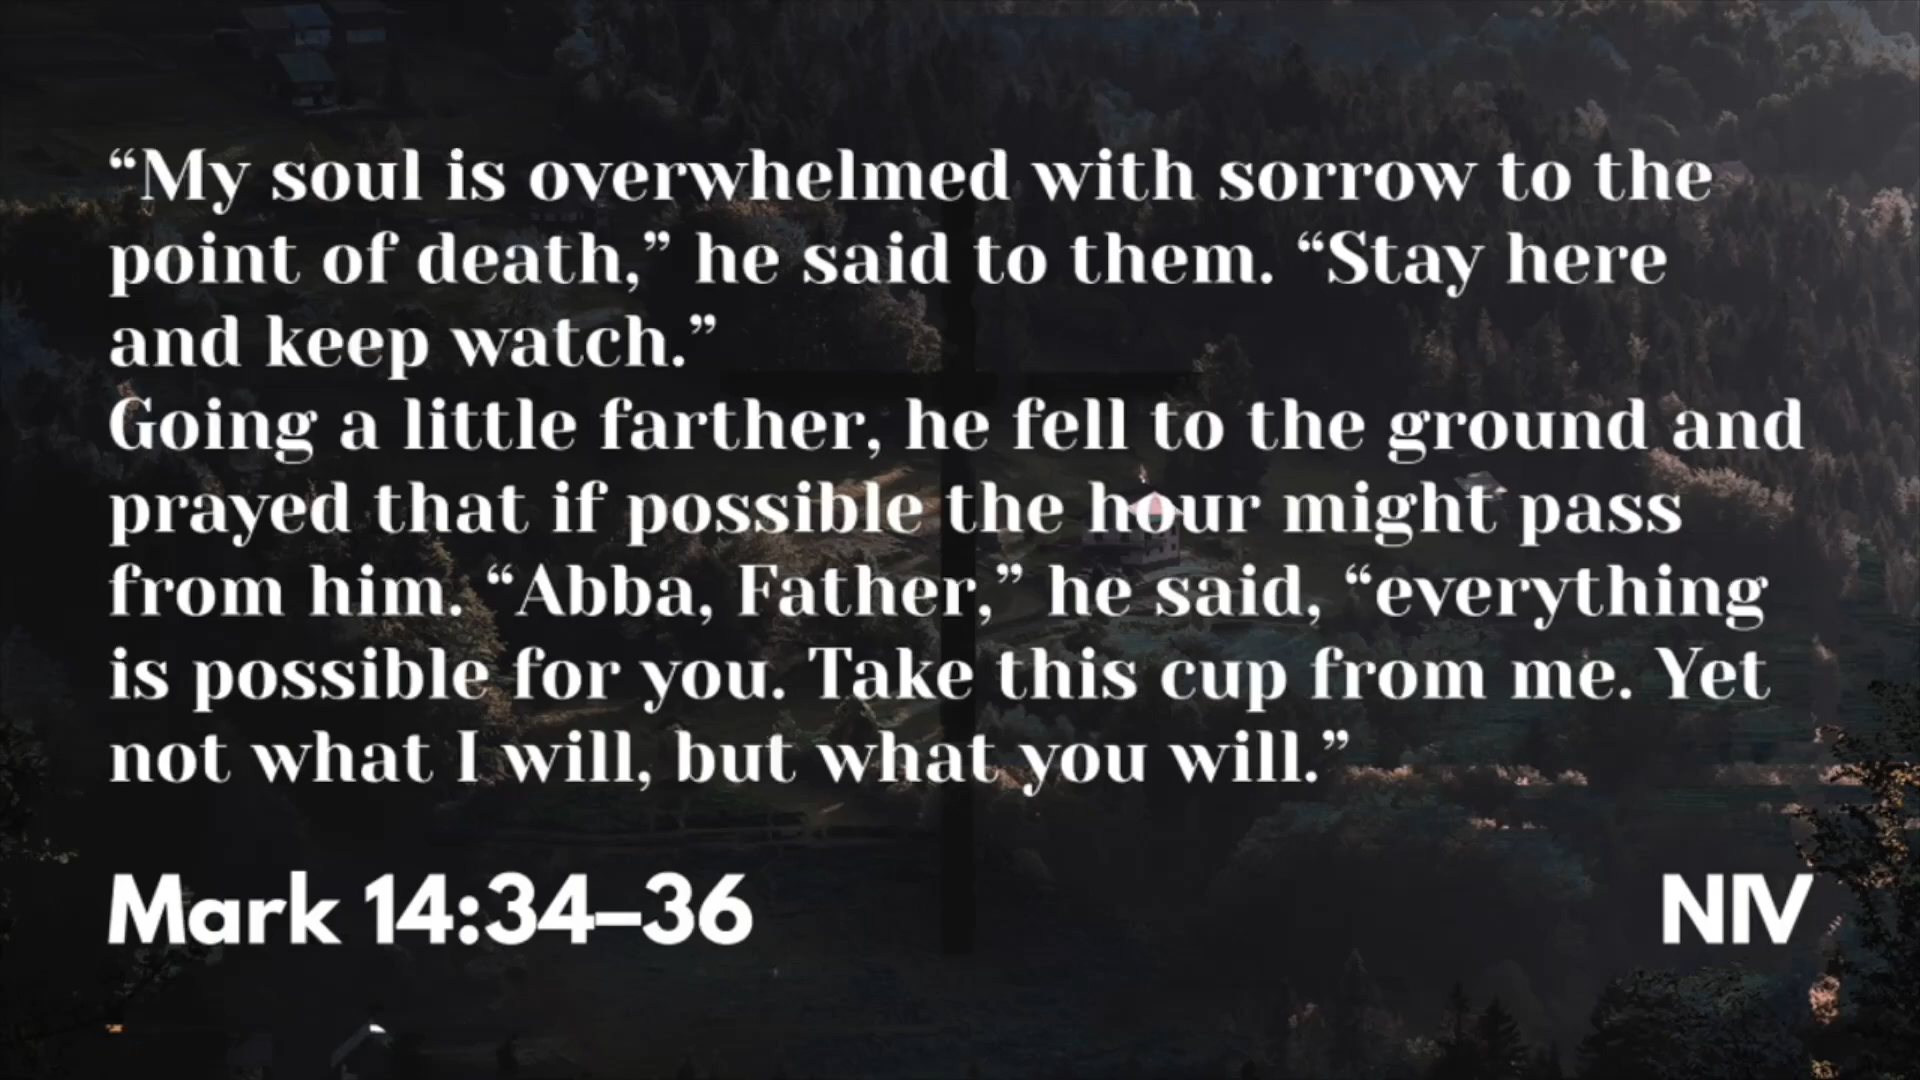 “My soul is overwhelmed with sorrow to the
point of death,” he said to them. “Stay here
and keep watch.”
Going a little farther, he fell to the ground and
prayed that if possible the hour might pass
from him. “Abba, Father,” he said, “everything
is possible for you. Take this cup from me. Yet
not what I will, but what you will.”
Mark 14:34–36
NIV